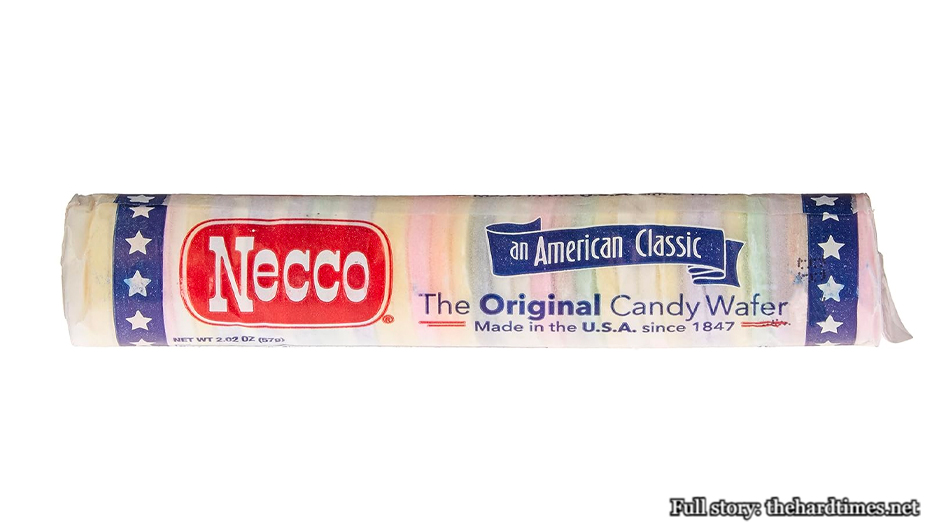 Necco®
NET WT 2.02 OZ (57g)
an American Classic
The Original Candy Wafer
Made in the U.S.A. since 1847
Full story: thehardtimes.net